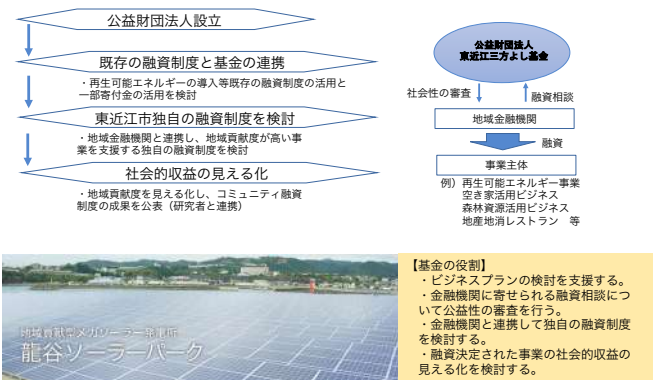 公益財団法人設立
既存の融資制度と基金の連携
・再生可能エネルギーの導入等既存の融資制度の活用と
一部寄付金の活用を検討
東近江市独自の融資制度を検討
・地域金融機関と連携し、地域貢献度が高い事
業を支援する独自の融資制度を検討
社会的収益の見える化
・地域貢献度を見える化し、コミュニティ融資
制度の成果を公表（研究者と連携）
公益財団法人
東近江三方よし基金
社会性の審査
融資相談
地域金融機関
融資
事業主体
例）再生可能エネルギー事業
空き家活用ビジネス
森林資源活用ビジネス
地産地消レストラン　等
地域貢献型メガソーラー発電所
龍谷ソーラーパーク
【基金の役割】
・ビジネスプランの検討を支援する。
・金融機関に寄せられる融資相談につ
いて公益性の審査を行う。
・金融機関と連携して独自の融資制度
を検討する。
・融資決定された事業の社会的収益の
見える化を検討する。